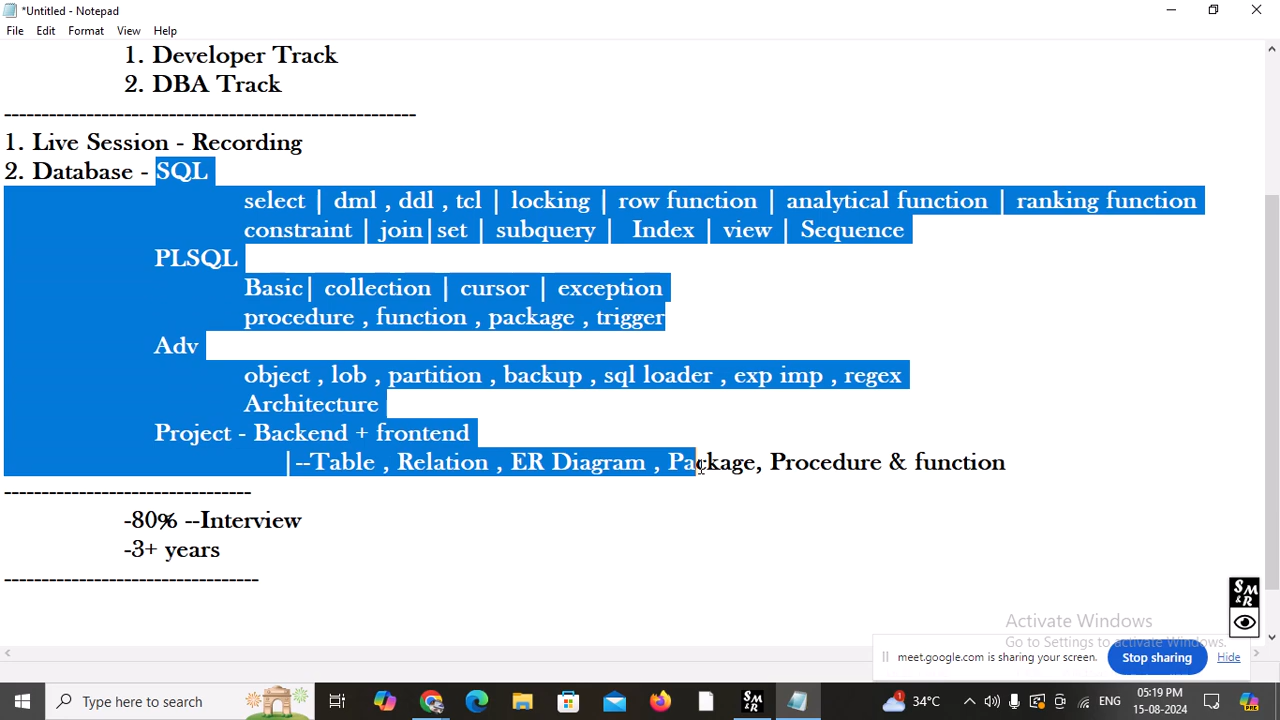 *Untitled - Notepad
File Edit Format View Help
1. Developer Track
2. DBA Track
-------------------------------------------------------
1. Live Session - Recording
2. Database - SQL
select | dml , ddl , tcl | locking | row function | analytical function | ranking function
constraint | join|set | subquery | Index | view | Sequence
PLSQL
Basic| collection | cursor | exception
procedure , function , package , trigger
Adv
object , lob , partition , backup , sql loader , exp imp , regex
Architecture
Project - Backend + frontend
|--Table , Relation , ER Diagram , Package, Procedure & function
---------------------------------
-80% --Interview
-3+ years
----------------------------------
S
M
&R
Activate Windows
Go to Settings to activate Windows.
meet.google.com is sharing your screen. Stop sharing Hide
Type here to search
PRE
S
M
&R
1
34°C
ENG
05:19 PM
15-08-2024
PRE